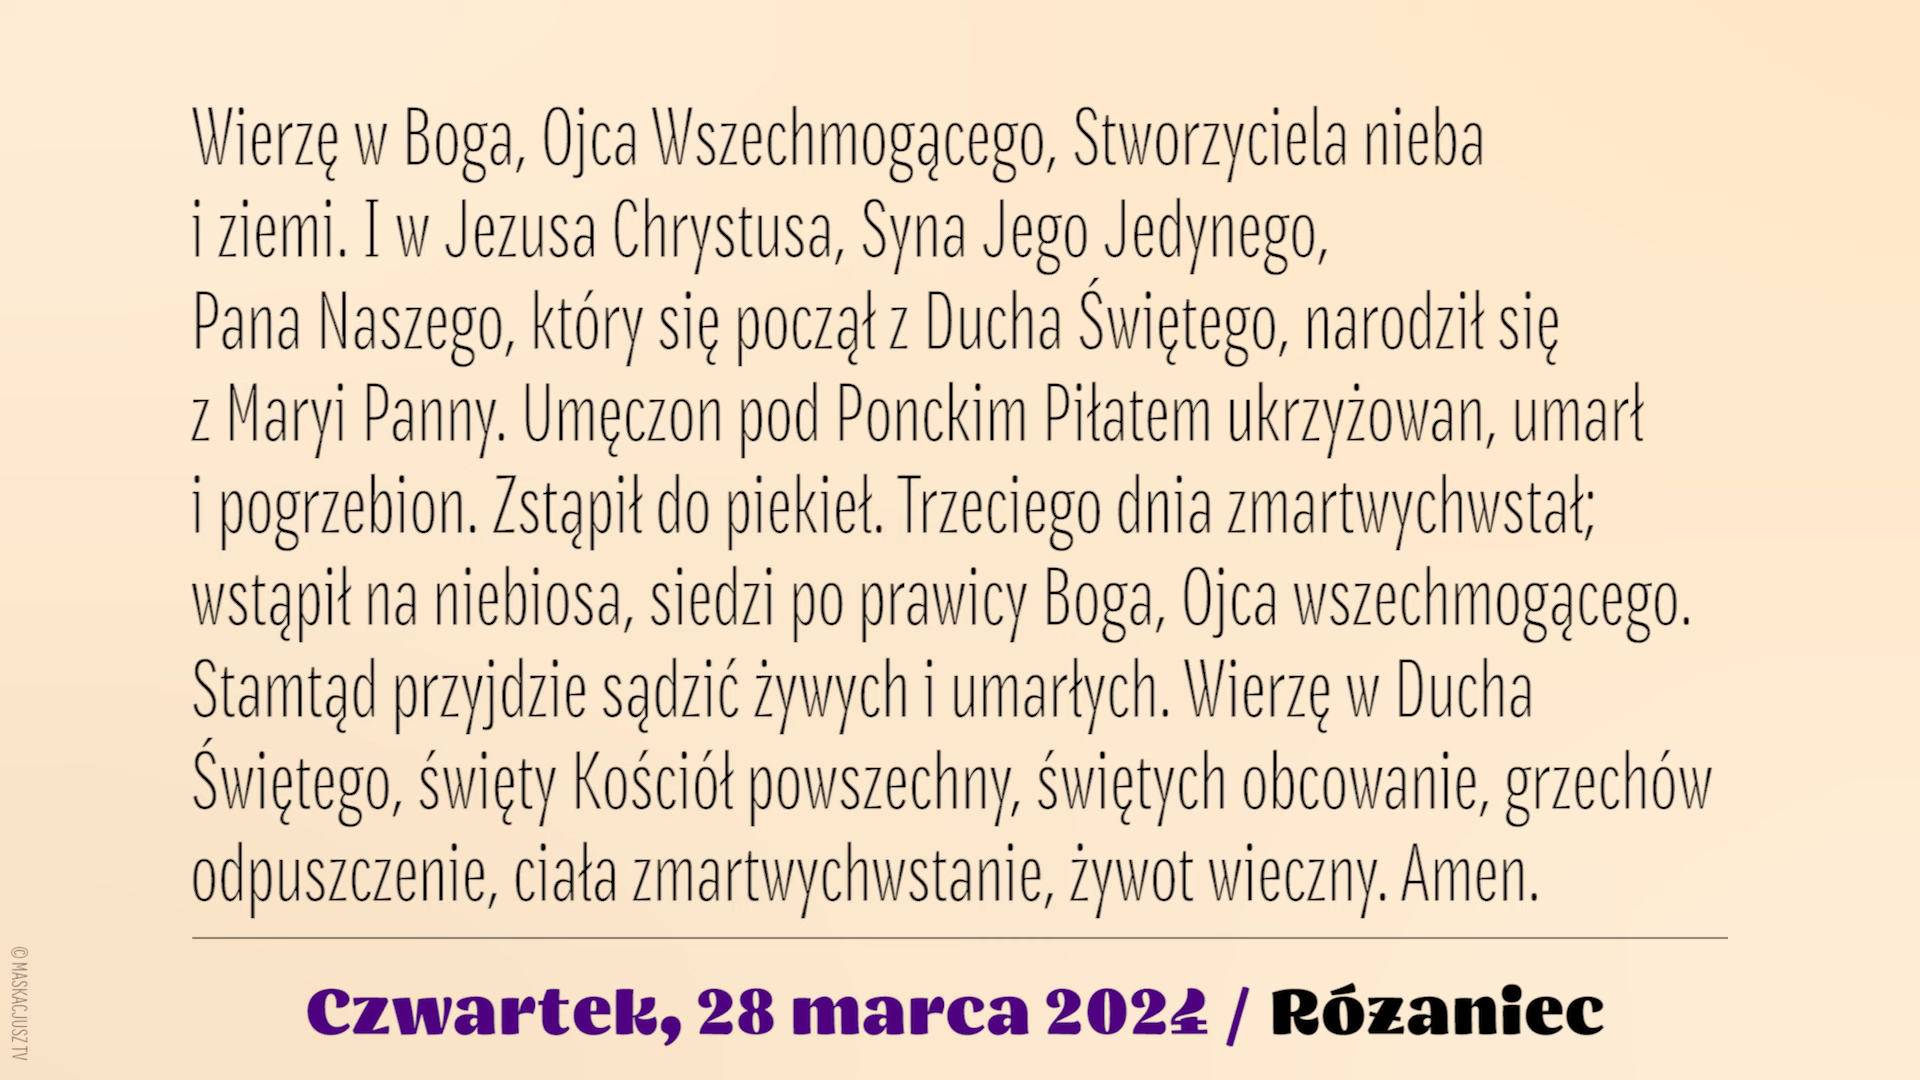 Wierzę w Boga, Ojca Wszechmogącego, Stworzyciela nieba
i ziemi. I w Jezusa Chrystusa, Syna Jego Jedynego,
Pana Naszego, który się począł z Ducha Świętego, narodził się
z Maryi Panny. Umęczon pod Ponckim Piłatem ukrzyżowan, umarł
i pogrzebion. Zstąpił do piekieł. Trzeciego dnia zmartwychwstał;
wstąpił na niebiosa, siedzi po prawicy Boga, Ojca wszechmogącego.
Stamtąd przyjdzie sądzić żywych i umarłych. Wierzę w Ducha
Świętego, święty Kościół powszechny, świętych obcowanie, grzechów
odpuszczenie, ciała zmartwychwstanie, żywot wieczny. Amen.
Czwartek, 28 marca 2024 / Rózaniec
© MASKACJUSZ TV